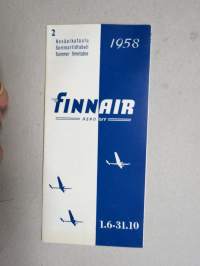 2
Kesäaikataulu
Sommartidtabell
Summer timetable
1958
FINNAIR
AERO O/Y
1.6-31.10